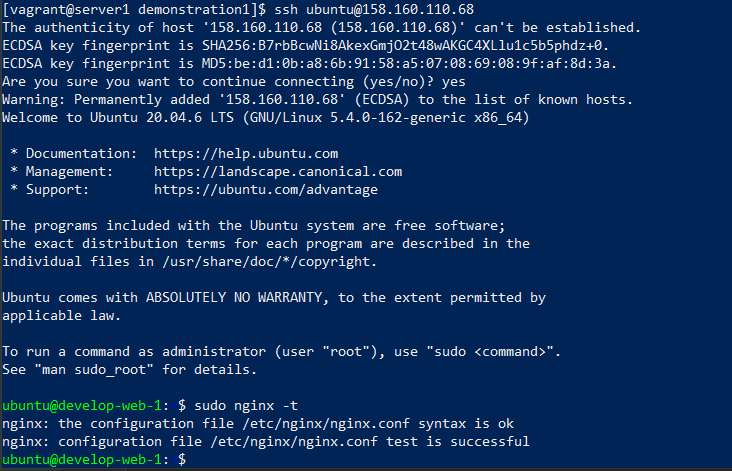 [vagrant@server1 demonstration1]$ ssh ubuntu@158.160.110.68
The authenticity of host '158.160.110.68 (158.160.110.68)' can't be established.
ECDSA key fingerprint is SHA256:B7rbBcwNi8AkexGmjO2t48wAKGC4XLlu1c5b5phdz+0.
ECDSA key fingerprint is MD5:be:d1:0b:a8:6b:91:58:a5:07:08:69:08:9f:af:8d:3a.
Are you sure you want to continue connecting (yes/no)? yes
Warning: Permanently added '158.160.110.68' (ECDSA) to the list of known hosts.
Welcome to Ubuntu 20.04.6 LTS (GNU/Linux 5.4.0-162-generic x86_64)
* Documentation:  https://help.ubuntu.com
* Management:     https://landscape.canonical.com
* Support:        https://ubuntu.com/advantage
The programs included with the Ubuntu system are free software;
the exact distribution terms for each program are described in the
individual files in /usr/share/doc/*/copyright.
Ubuntu comes with ABSOLUTELY NO WARRANTY, to the extent permitted by
applicable law.
To run a command as administrator (user "root"), use "sudo <command>".
See "man sudo_root" for details.
ubuntu@develop-web-1:~$ sudo nginx -t
nginx: the configuration file /etc/nginx/nginx.conf syntax is ok
nginx: configuration file /etc/nginx/nginx.conf test is successful
ubuntu@develop-web-1:~$